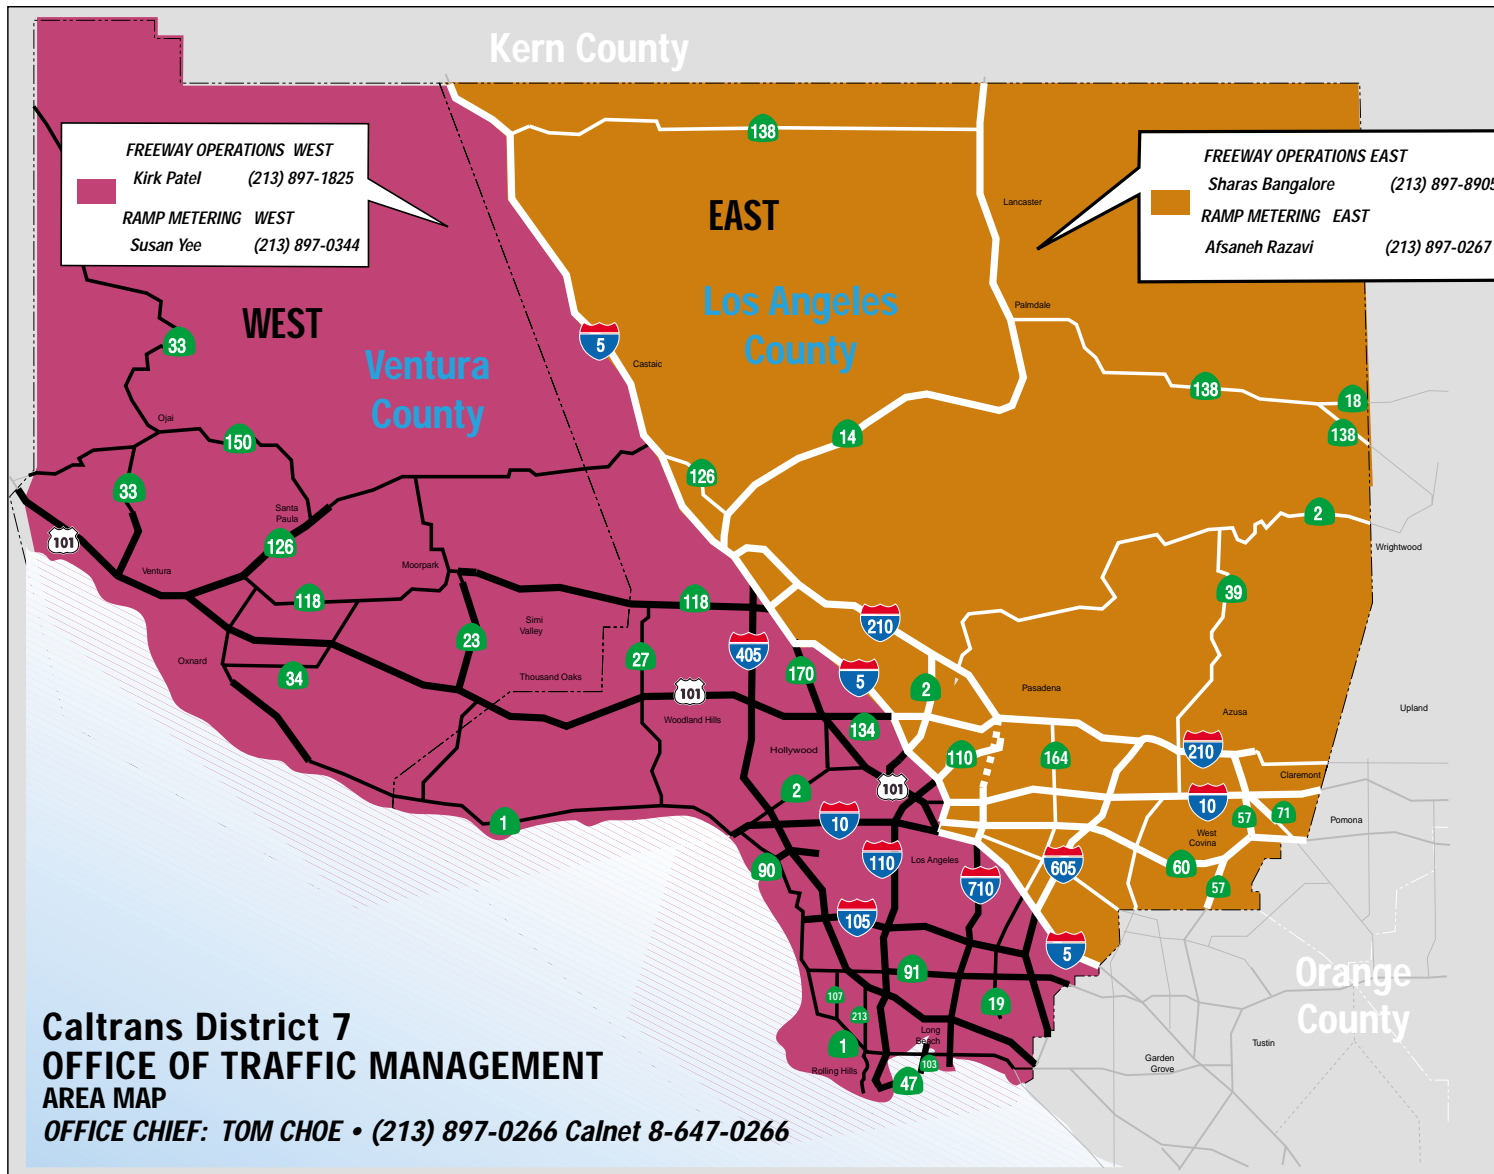 Kern County
FREEWAY OPERATIONS WEST
Kirk Patel (213) 897-1825
RAMP METERING WEST
Susan Yee (213) 897-0344
FREEWAY OPERATIONS EAST
Sharas Bangalore (213) 897-8905
RAMP METERING EAST
Afsaneh Razavi (213) 897-0267
138
EAST
Lancaster
Los Angeles
County
Palmdale
WEST
33
5
Castaic
Ventura
County
138
18
138
Ojai
150
14
126
33
Santa
Paula
2
101
126
Wrightwood
Ventura
Moorpark
118
118
39
Simi
Valley
23
210
405
27
Oxnard
34
Thousand Oaks
170
5
2
Pasadena
101
Woodland Hills
Azusa
Upland
134
Hollywood
110
164
210
Claremont
2
101
10
1
10
57
71
Pomona
West
Covina
110
Los Angeles
90
605
60
710
57
105
5
91
Orange
County
107
19
213
Long
Beach
1
Tustin
103
Garden
Grove
Rolling Hills
47
Caltrans District 7
OFFICE OF TRAFFIC MANAGEMENT
AREA MAP
OFFICE CHIEF: TOM CHOE • (213) 897-0266 Calnet 8-647-0266